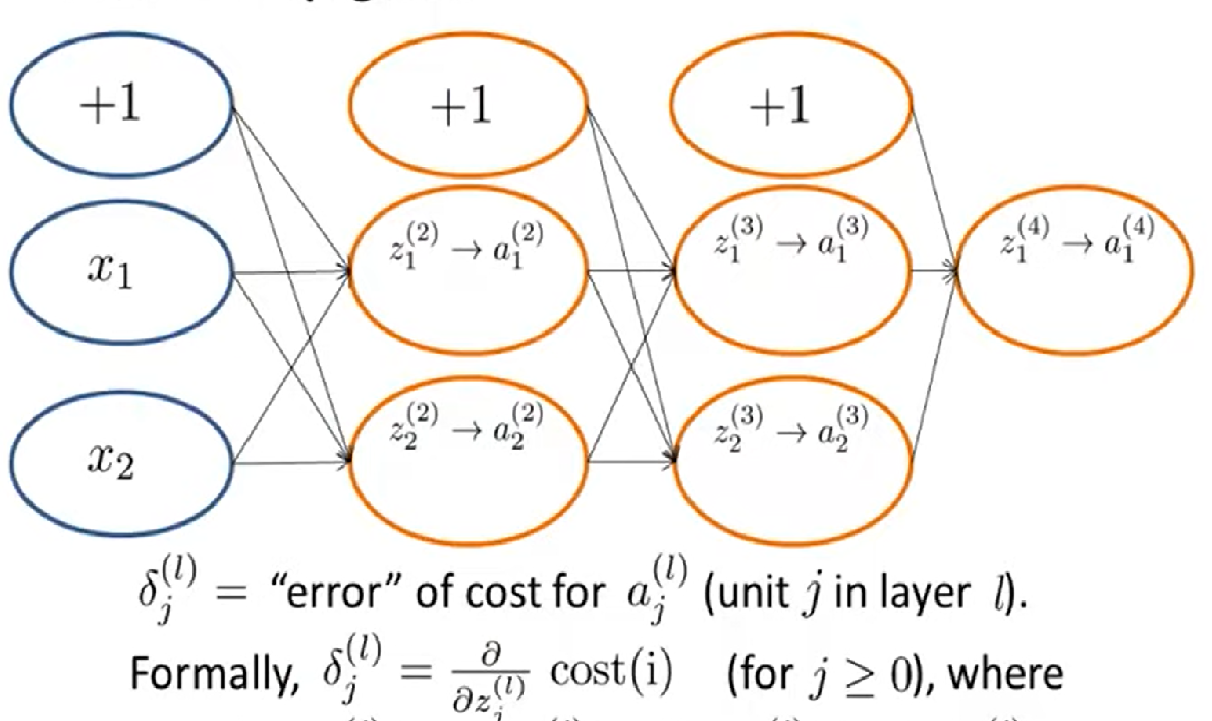 +1 +1 +1
x₁ z₁⁽²⁾ → a₁⁽²⁾ z₁⁽³⁾ → a₁⁽³⁾ z₁⁽⁴⁾ → a₁⁽⁴⁾
x₂ z₂⁽²⁾ → a₂⁽²⁾ z₂⁽³⁾ → a₂⁽³⁾
δⱼ⁽ˡ⁾ = “error” of cost for aⱼ⁽ˡ⁾ (unit j in layer l).
Formally, δⱼ⁽ˡ⁾ = ∂/∂zⱼ⁽ˡ⁾ cost(i) (for j ≥ 0), where